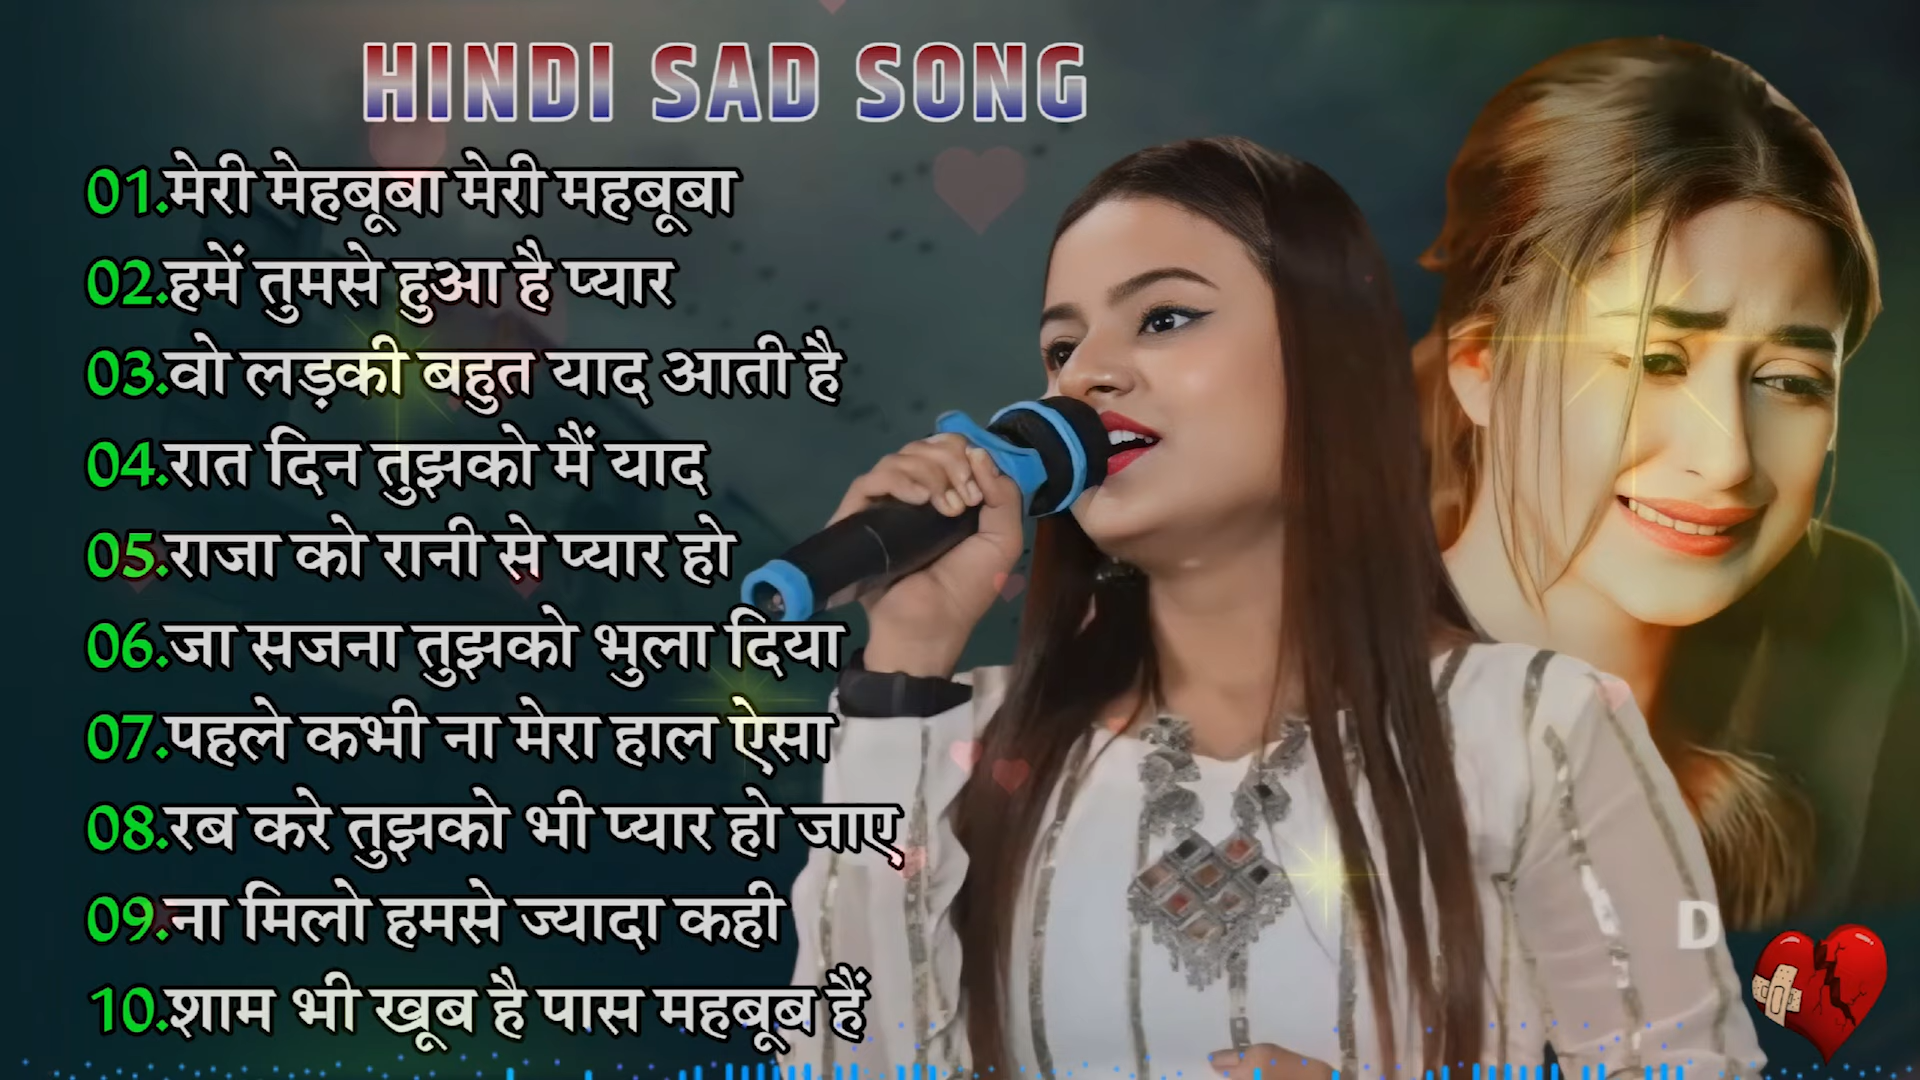 HINDI SAD SONG
01.मेरी मेहबूबा मेरी महबूबा
02.हमें तुमसे हुआ है प्यार
03.वो लड़की बहुत याद आती है
04.रात दिन तुझको मैं याद
05.राजा को रानी से प्यार हो
06.जा सजना तुझको भुला दिया
07.पहले कभी ना मेरा हाल ऐसा
08.रब करे तुझको भी प्यार हो जाए
09.ना मिलो हमसे ज्यादा कही
10.शाम भी खूब है पास महबूब हैं
D